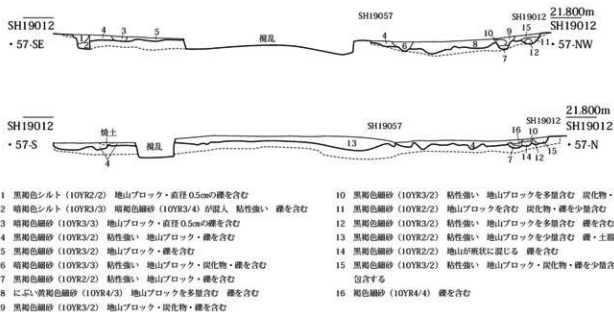 SH19057
SH19012
21.800m
SH19012
SH19012
・57-SE
1 2 4 3 5
撹乱
4 6 8 10 9 15 7 12 11
・57-NW
21.800m
SH19012
SH19057
SH19012
SH19012
・57-S
焼土
4
撹乱
13 4 16 10 7 14 12 15
・57-N
1 黒褐色シルト（10YR2/2） 地山ブロック・直径0.5cmの礫を含む
2 暗褐色シルト（10YR3/3） 暗褐色細砂（10YR3/4）が混入 粘性強い 礫を含む
3 暗褐色細砂（10YR3/3） 地山ブロック・直径0.5cmの礫を含む
4 黒褐色細砂（10YR3/2） 粘性強い 地山ブロック・礫を含む
5 黒褐色細砂（10YR2/2） 地山ブロック・礫を含む
6 暗褐色細砂（10YR3/3） 粘性強い 地山ブロック・炭化物・礫を含む
7 黒褐色細砂（10YR2/2） 粘性強い 地山ブロックを含む
8 にぶい黄褐色細砂（10YR4/3） 地山ブロックを多量含む 礫を含む
9 黒褐色細砂（10YR3/2） 地山ブロック・炭化物・礫を含む
10 黒褐色細砂（10YR3/2） 粘性強い 地山ブロックを多量含む 炭化物・
11 黒褐色細砂（10YR2/2） 地山ブロックを含む 炭化物・礫を少量含む
12 黒褐色細砂（10YR3/2） 粘性強い 地山ブロックを多量含む
13 黒褐色細砂（10YR2/2） 粘性強い 地山ブロックを少量含む 礫・土器
14 黒褐色細砂（10YR2/2） 地山が斑状に混じる 礫を含む
15 黒褐色細砂（10YR3/2） 粘性強い 地山ブロック・炭化物・礫を少量含
包含する
16 褐色細砂（10YR4/4） 礫を含む